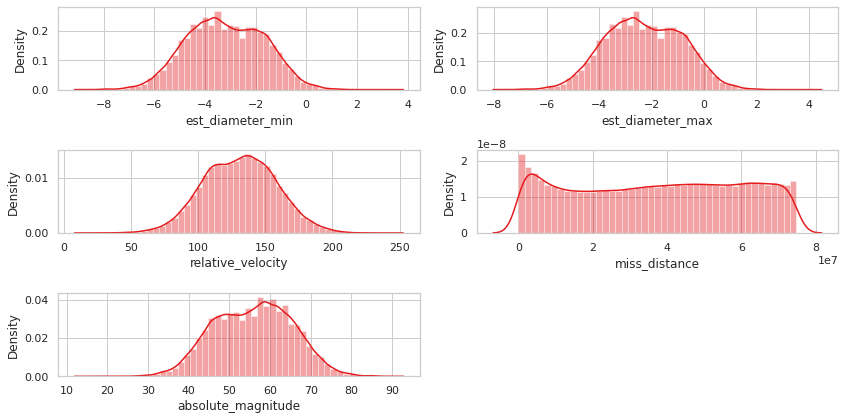 Density
0.2
0.1
0.0
−8 −6 −4 −2 0 2 4
est_diameter_min
Density
0.2
0.1
0.0
−8 −6 −4 −2 0 2 4
est_diameter_max
Density
0.01
0.00
0 50 100 150 200 250
relative_velocity
1e−8
Density
2
1
0
0 2 4 6 8
1e7
miss_distance
Density
0.04
0.02
0.00
10 20 30 40 50 60 70 80 90
absolute_magnitude